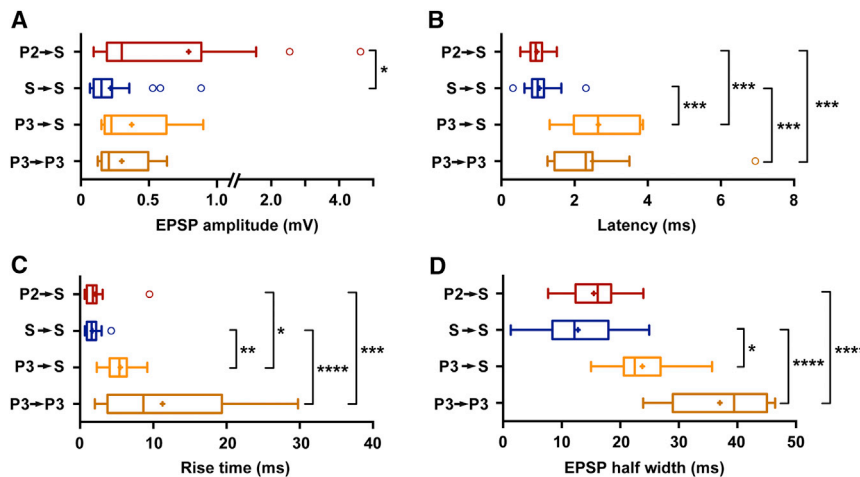 A
P2→S
S→S
P3→S
P3→P3
*
0
0.5
1.0
2.0
4.0
EPSP amplitude (mV)
B
P2→S
S→S
P3→S
P3→P3
***
***
***
***
0
2
4
6
8
Latency (ms)
C
P2→S
S→S
P3→S
P3→P3
**
*
****
***
0
10
20
30
40
Rise time (ms)
D
P2→S
S→S
P3→S
P3→P3
*
****
****
0
10
20
30
40
50
EPSP half width (ms)